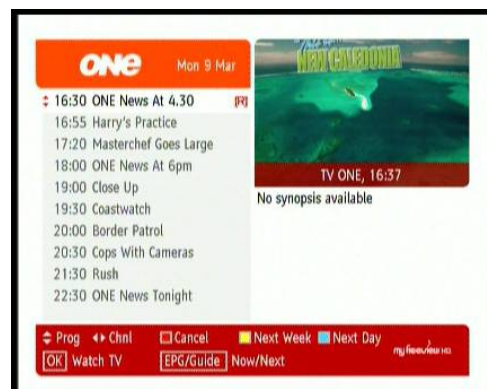 ONE Mon 9 Mar
16:30 ONE News At 4.30 [R]
16:55 Harry's Practice
17:20 Masterchef Goes Large
18:00 ONE News At 6pm
19:00 Close Up
19:30 Coastwatch
20:00 Border Patrol
20:30 Cops With Cameras
21:30 Rush
22:30 ONE News Tonight
NEW CALEDONIA
TV ONE, 16:37
No synopsis available
Prog Chnl Cancel Next Week Next Day
OK Watch TV EPG/Guide Now/Next
my freeview HD